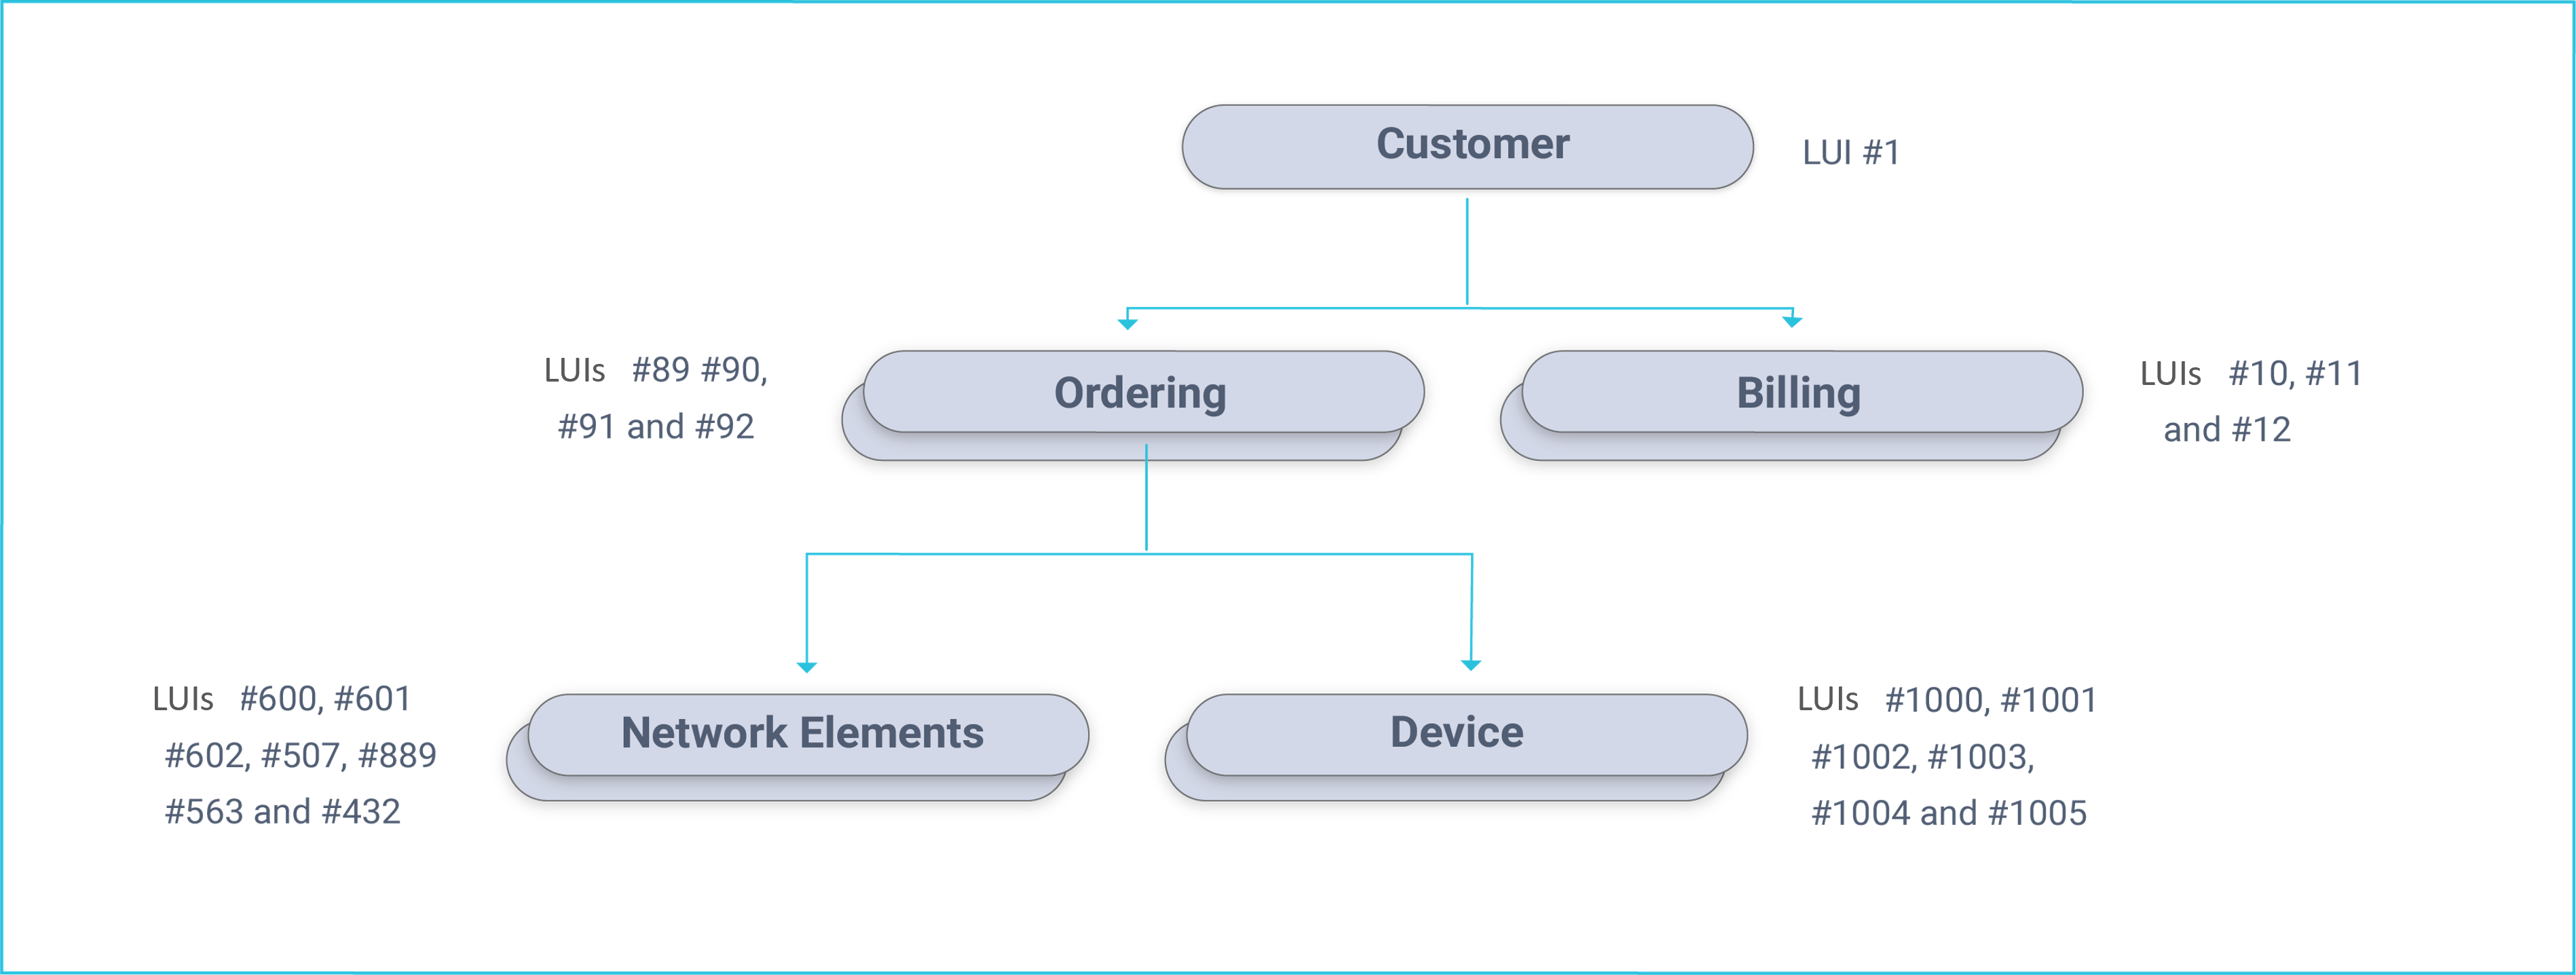 Customer
LUI #1
LUIs #89 #90,
#91 and #92
Ordering
Billing
LUIs #10, #11
and #12
LUIs #600, #601
#602, #507, #889
#563 and #432
Network Elements
Device
LUIs #1000, #1001
#1002, #1003,
#1004 and #1005